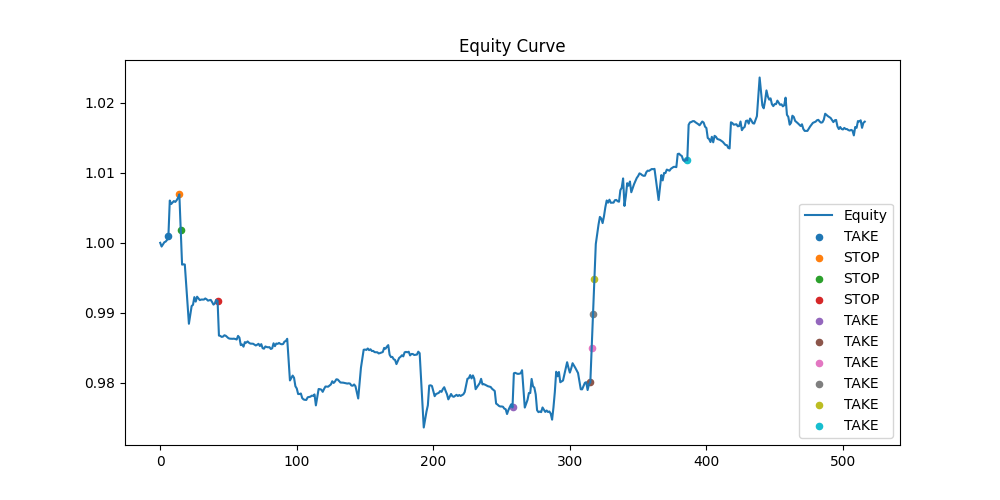 Equity Curve
1.02
1.01
1.00
0.99
0.98
0
100
200
300
400
500
Equity
TAKE
STOP
STOP
STOP
TAKE
TAKE
TAKE
TAKE
TAKE
TAKE